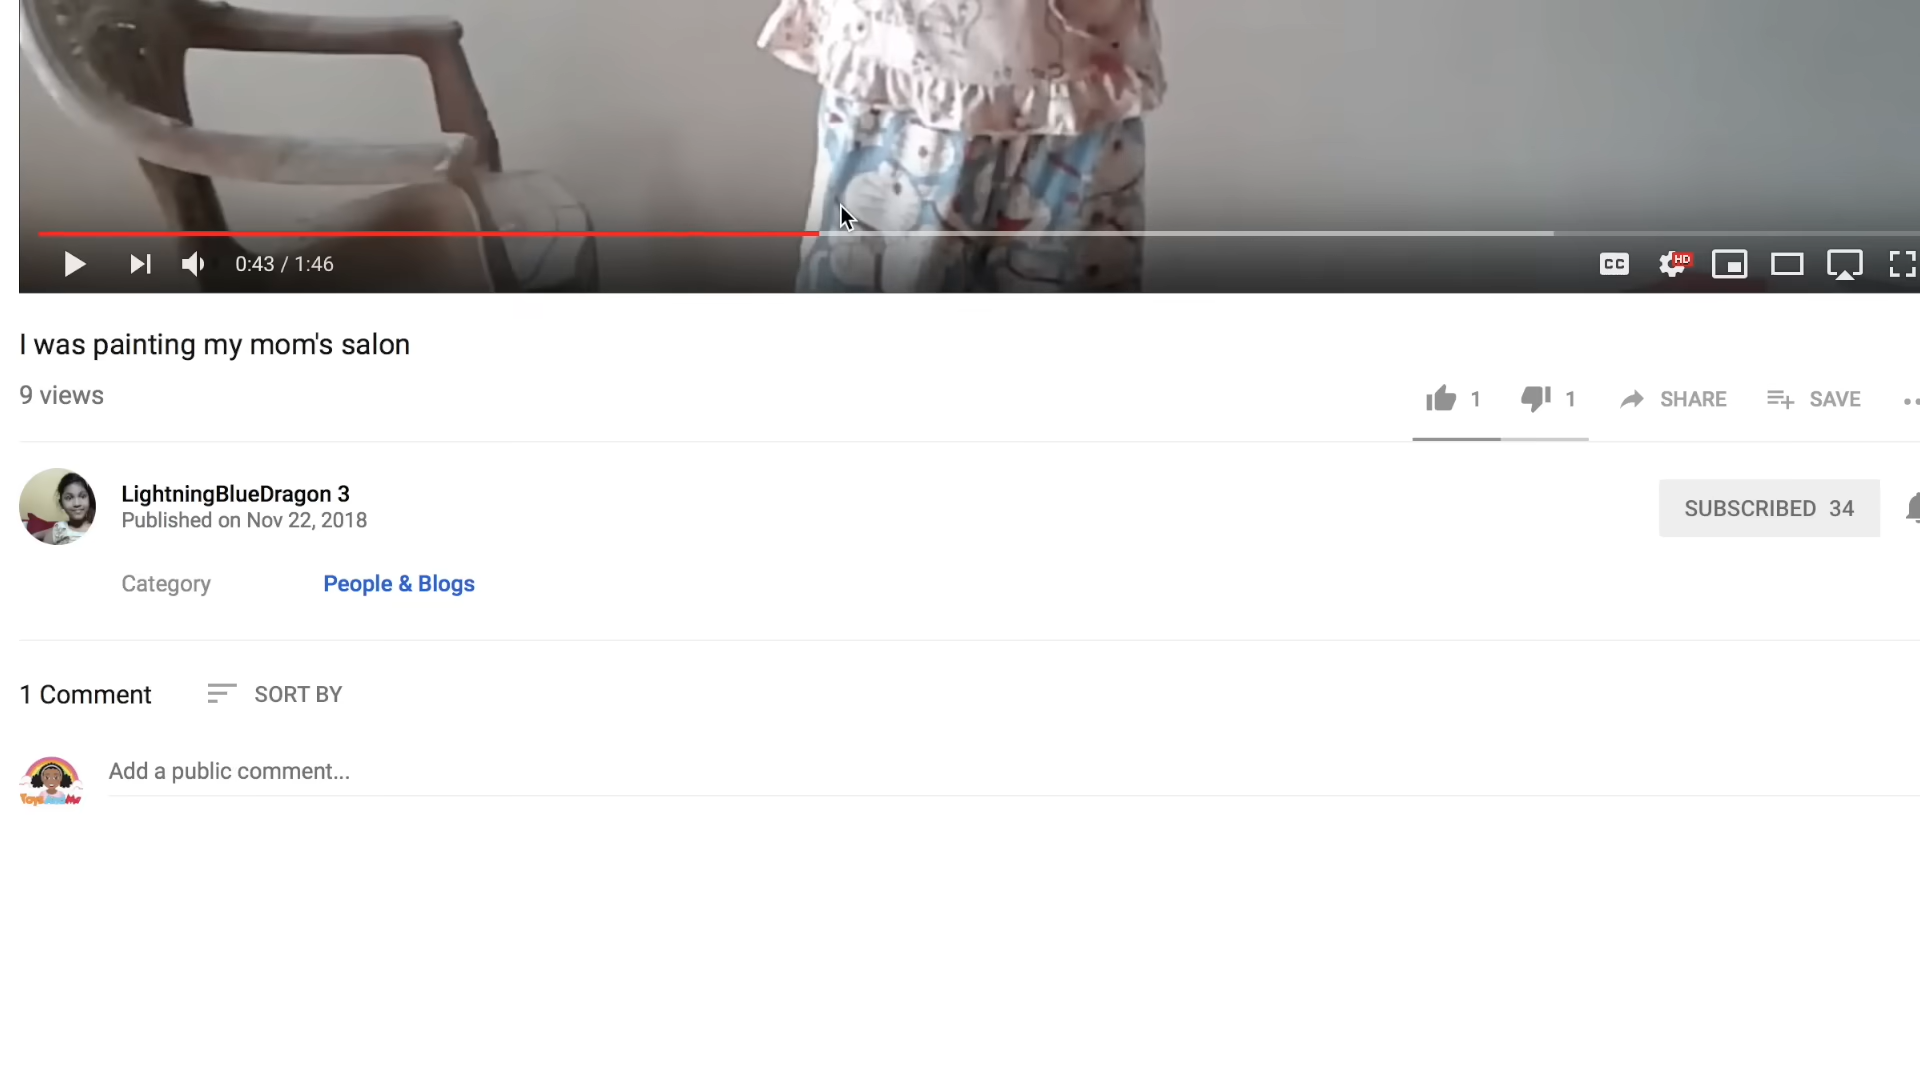 0:43 / 1:46
CC
HD
I was painting my mom's salon
9 views
1
1
SHARE
SAVE
LightningBlueDragon 3
Published on Nov 22, 2018
SUBSCRIBED 34
Category
People & Blogs
1 Comment
SORT BY
Add a public comment...